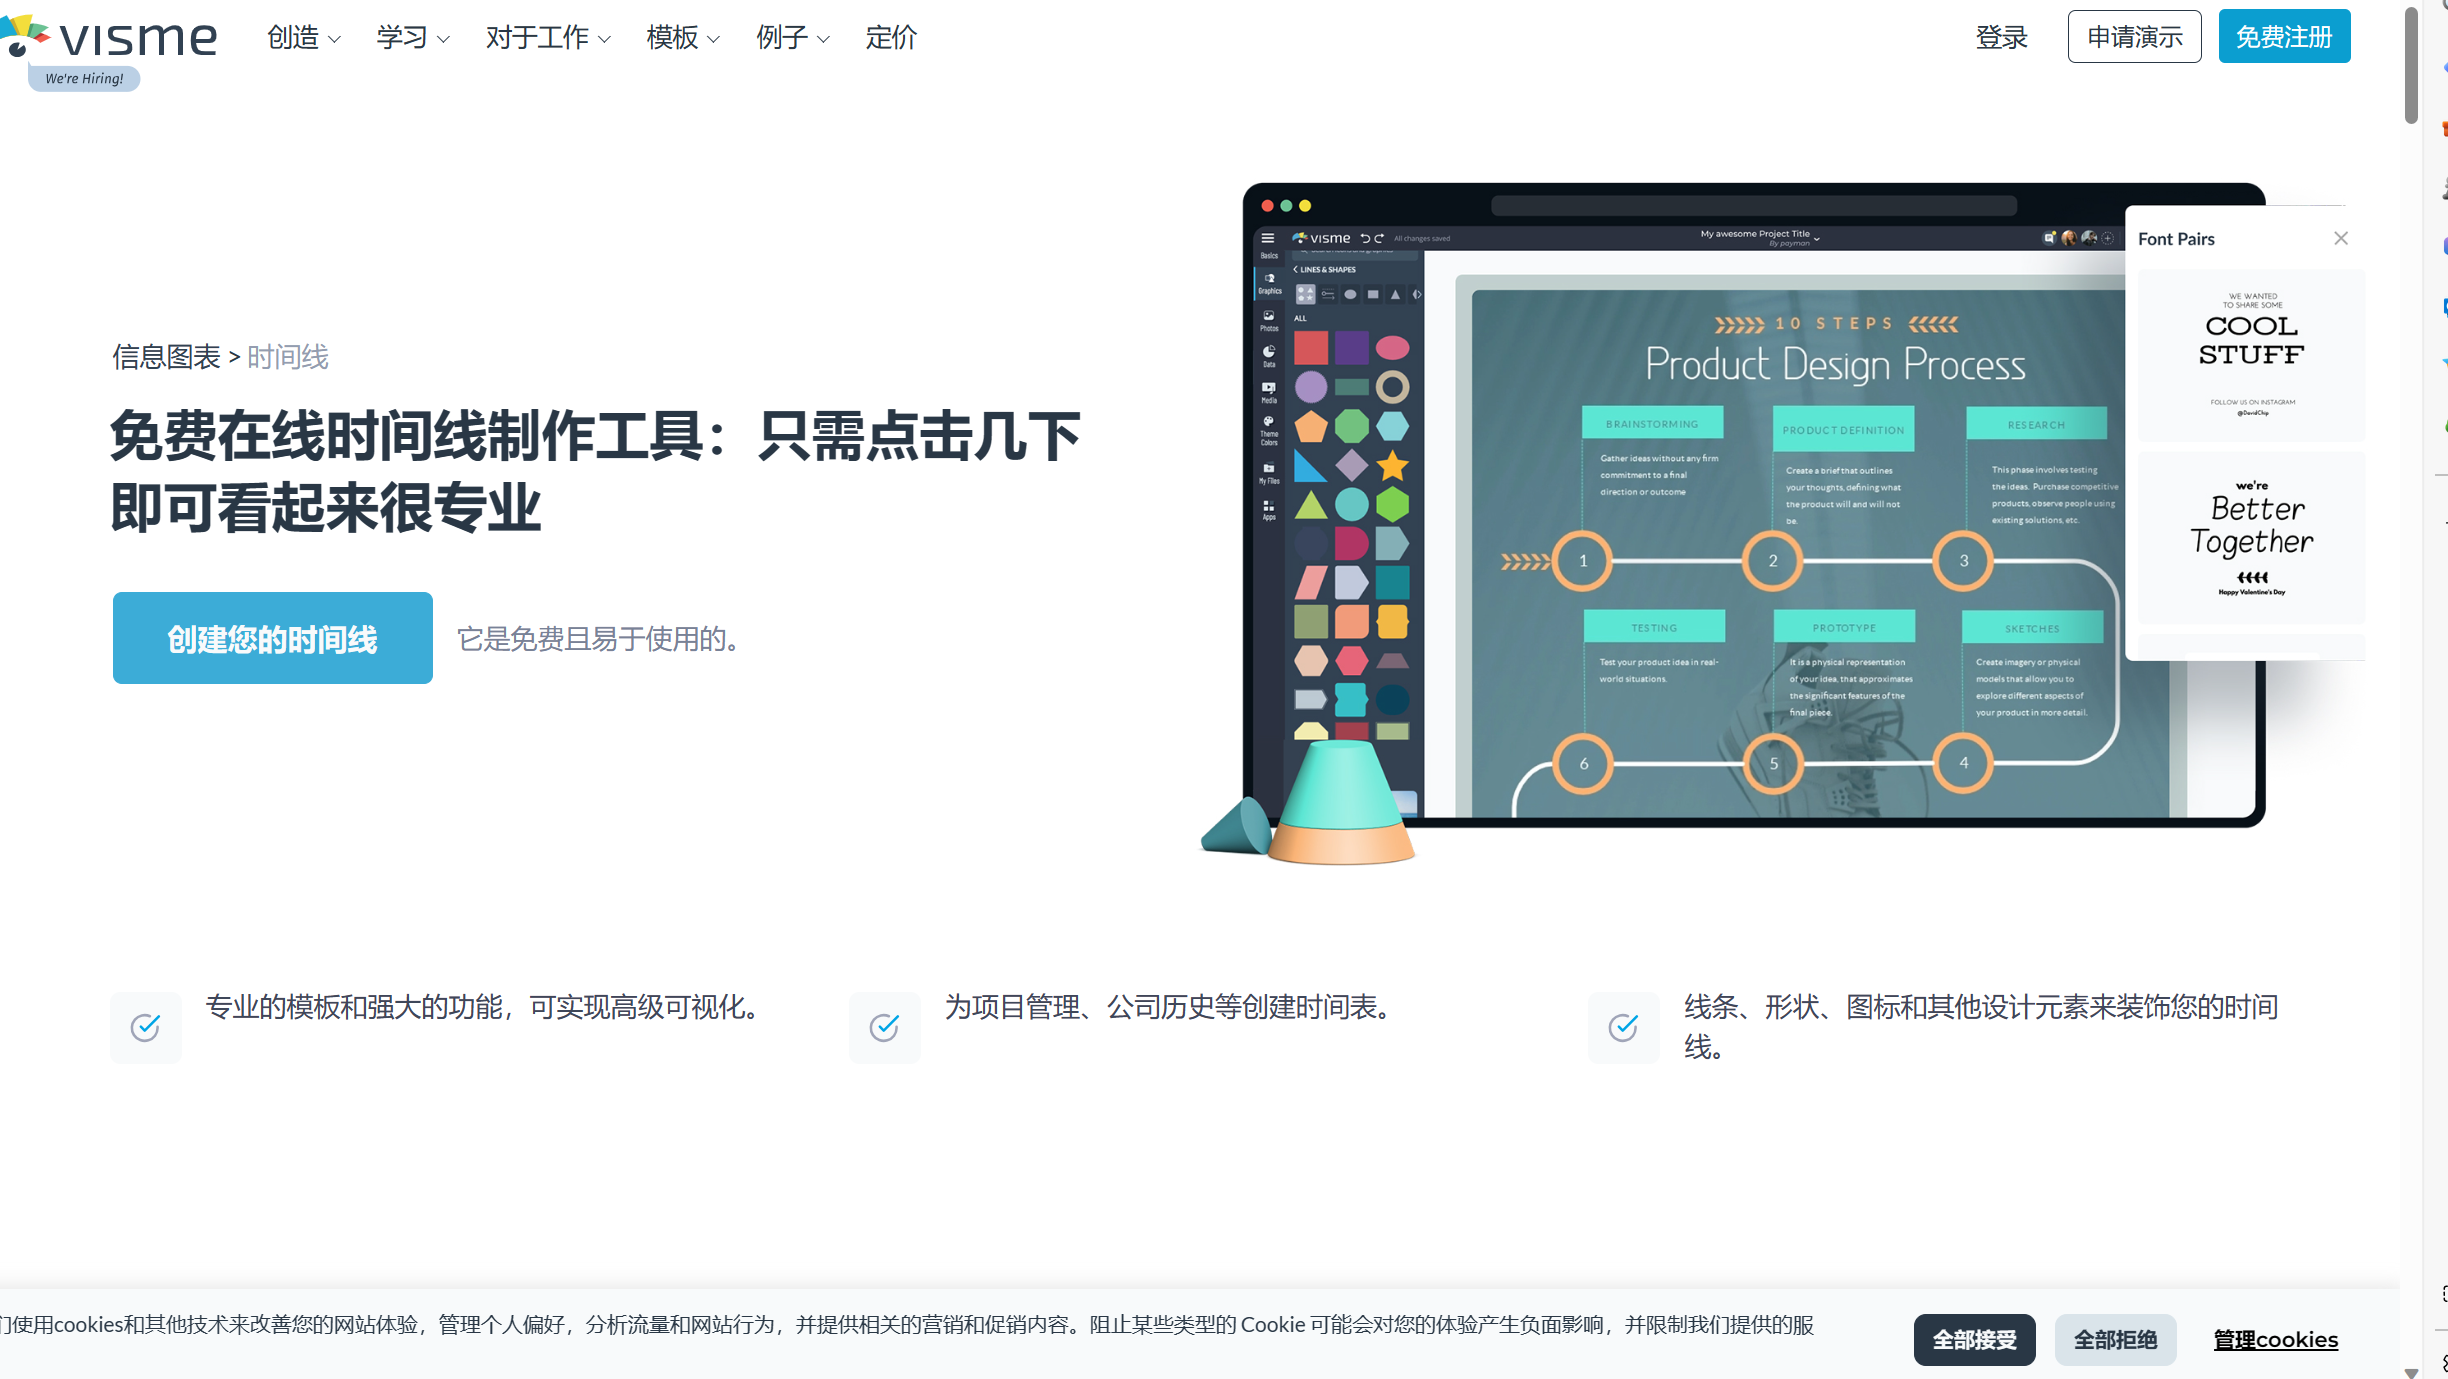 visme
We're Hiring!
创造
学习
对于工作
模板
例子
定价
登录
申请演示
免费注册
信息图表 > 时间线
免费在线时间线制作工具：只需点击几下
即可看起来很专业
创建您的时间线
它是免费且易于使用的。
visme
All changes saved
My awesome Project Title
By payman
Basics
Graphics
Photos
Data
Media
Theme
Colors
My Files
Apps
LINES & SHAPES
ALL
10 STEPS
Product Design Process
BRAINSTORMING
Gather ideas without any firm
commitment to a final
direction or outcome
PRODUCT DEFINITION
Create a brief that outlines
your thoughts, defining what
the product will and will not
be.
RESEARCH
This phase involves testing
the ideas. Purchase competitive
products, observe people using
existing solutions, etc.
1
2
3
TESTING
Test your product idea in real-
world situations.
PROTOTYPE
It is a physical representation
of your idea, that approximates
the significant features of the
final piece.
SKETCHES
Create imagery or physical
models that allow you to
explore different aspects of
your product in more detail.
6
5
4
Font Pairs
WE WANTED
TO SHARE SOME
COOL
STUFF
FOLLOW US ON INSTAGRAM
@DavidChip
we're
Better
Together
Happy Valentine's Day
专业的模板和强大的功能，可实现高级可视化。
为项目管理、公司历史等创建时间表。
线条、形状、图标和其他设计元素来装饰您的时间
线。
们使用cookies和其他技术来改善您的网站体验，管理个人偏好，分析流量和网站行为，并提供相关的营销和促销内容。阻止某些类型的 Cookie 可能会对您的体验产生负面影响，并限制我们提供的服
全部接受
全部拒绝
管理cookies